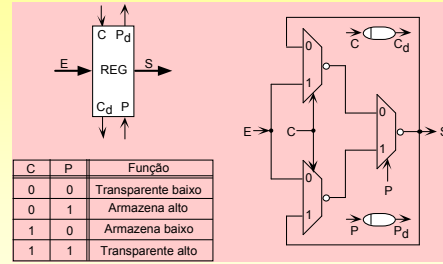 C Pd
E REG S
Cd P
C P Função
0 0 Transparente baixo
0 1 Armazena alto
1 0 Armazena baixo
1 1 Transparente alto
0 C Cd
1
0
E C S
1
0 P
1 P Pd